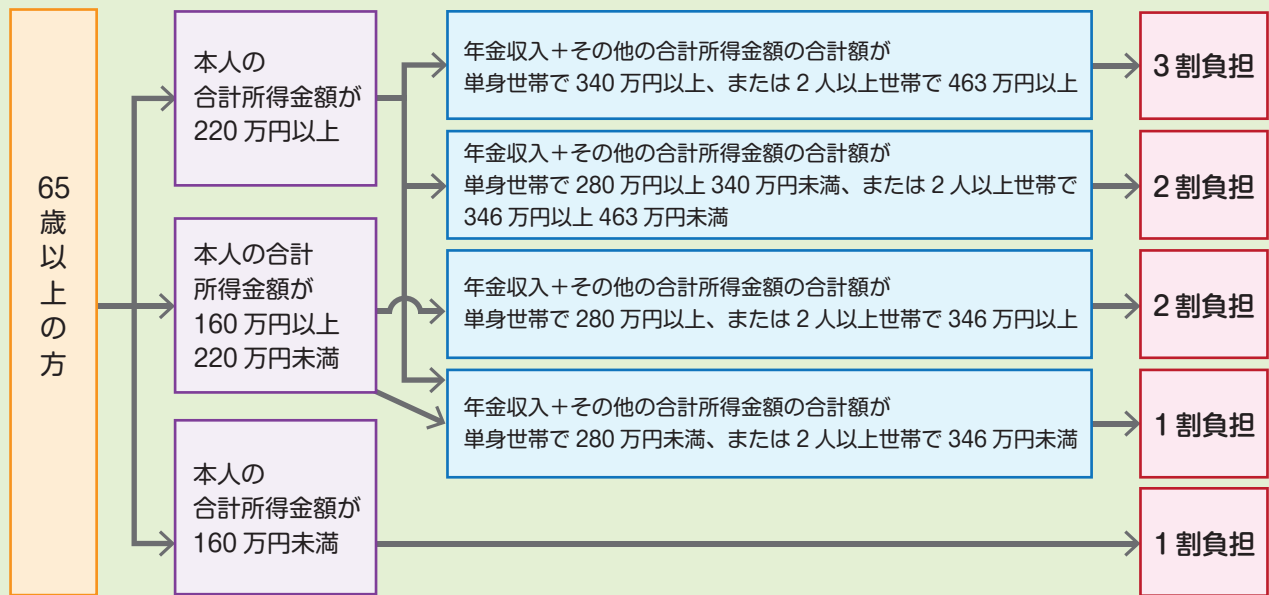 65
歳
以
上
の
方
本人の
合計所得金額が
220 万円以上
年金収入+その他の合計所得金額の合計額が
単身世帯で 340 万円以上、または 2 人以上世帯で 463 万円以上
3 割負担
年金収入+その他の合計所得金額の合計額が
単身世帯で 280 万円以上 340 万円未満、または 2 人以上世帯で
346 万円以上 463 万円未満
2 割負担
本人の合計
所得金額が
160 万円以上
220 万円未満
年金収入+その他の合計所得金額の合計額が
単身世帯で 280 万円以上、または 2 人以上世帯で 346 万円以上
2 割負担
年金収入+その他の合計所得金額の合計額が
単身世帯で 280 万円未満、または 2 人以上世帯で 346 万円未満
1 割負担
本人の
合計所得金額が
160 万円未満
1 割負担